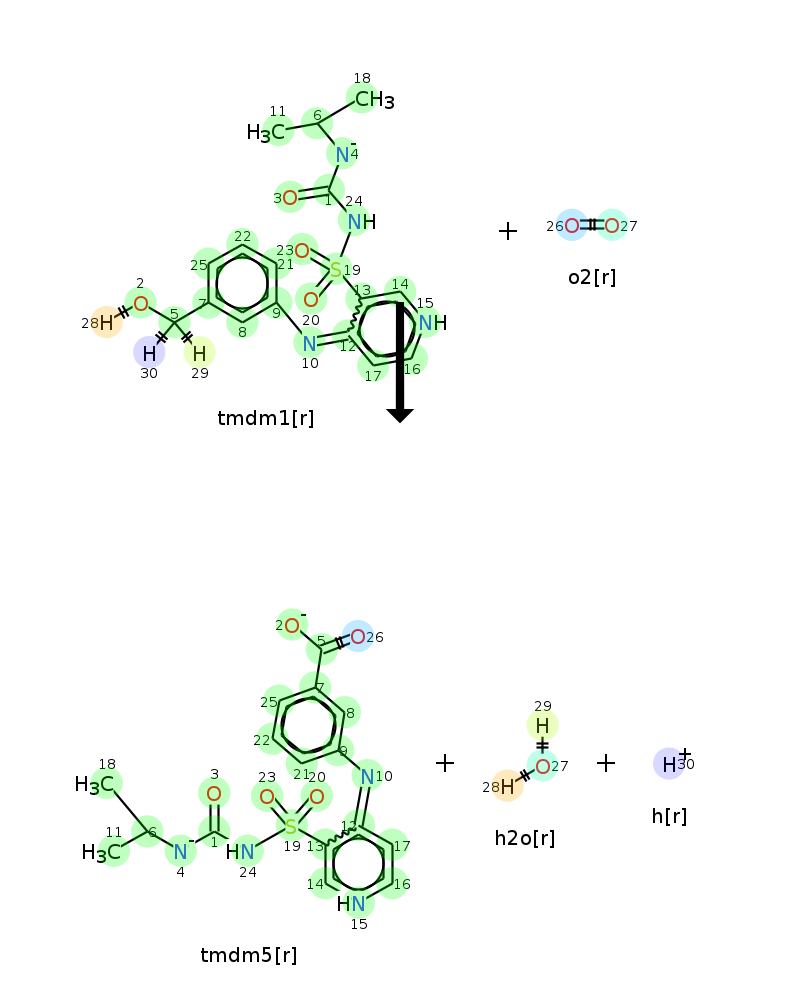 18
11 6 CH3
H3C
N-
4
1
3 O 24
NH
23 O
22
S 19 14
25 21 13 15
2 O 20
28 H 5 7 9 O NH
8 N 12
H H 10 17 16
30 29
tmdm1[r]
+
26 O O 27
o2[r]
2 O- 5 O 26
7
25 8
22 9
21 N 10
18 3 23 20
H3C O O O
11 6 1 12 17
H3C N- HN S 13
4 24 19 14 16
HN
15
tmdm5[r]
+
29
H
O 27
28 H
h2o[r]
+
H+
30
h[r]